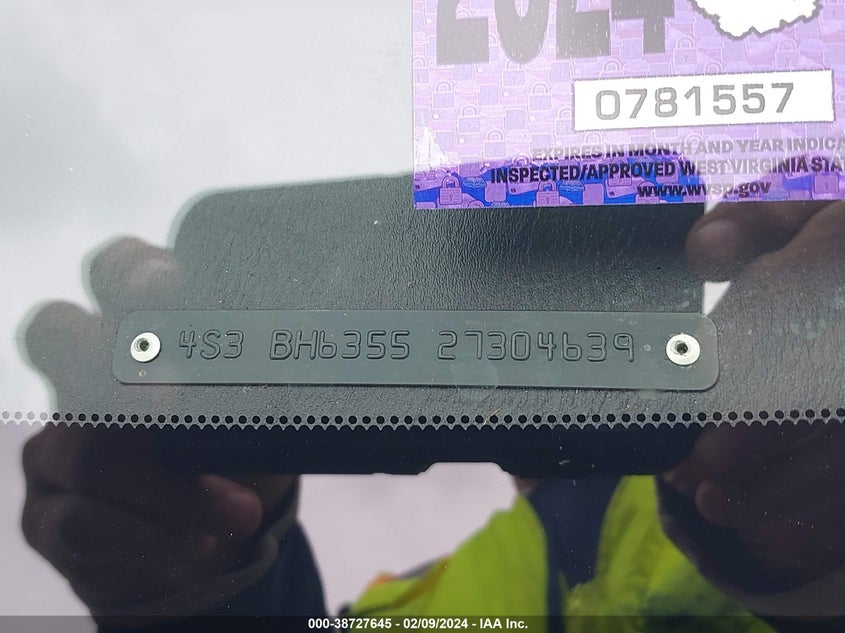 2024
0781557
EXPIRES IN MONTH AND YEAR INDICA
INSPECTED/APPROVED WEST VIRGINIA STA
www.wvsp.gov
4S3 BH6355 27304639
000-38727645 - 02/09/2024 - IAA Inc.